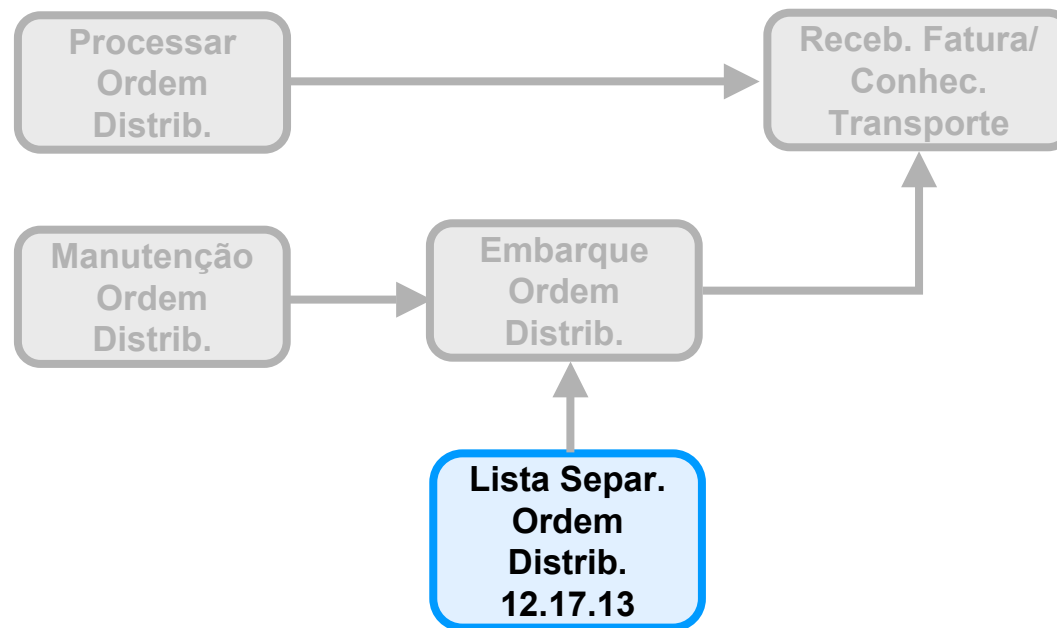 Processar
Ordem
Distrib.
Receb. Fatura/
Conhec.
Transporte
Manutenção
Ordem
Distrib.
Embarque
Ordem
Distrib.
Lista Separ.
Ordem
Distrib.
12.17.13